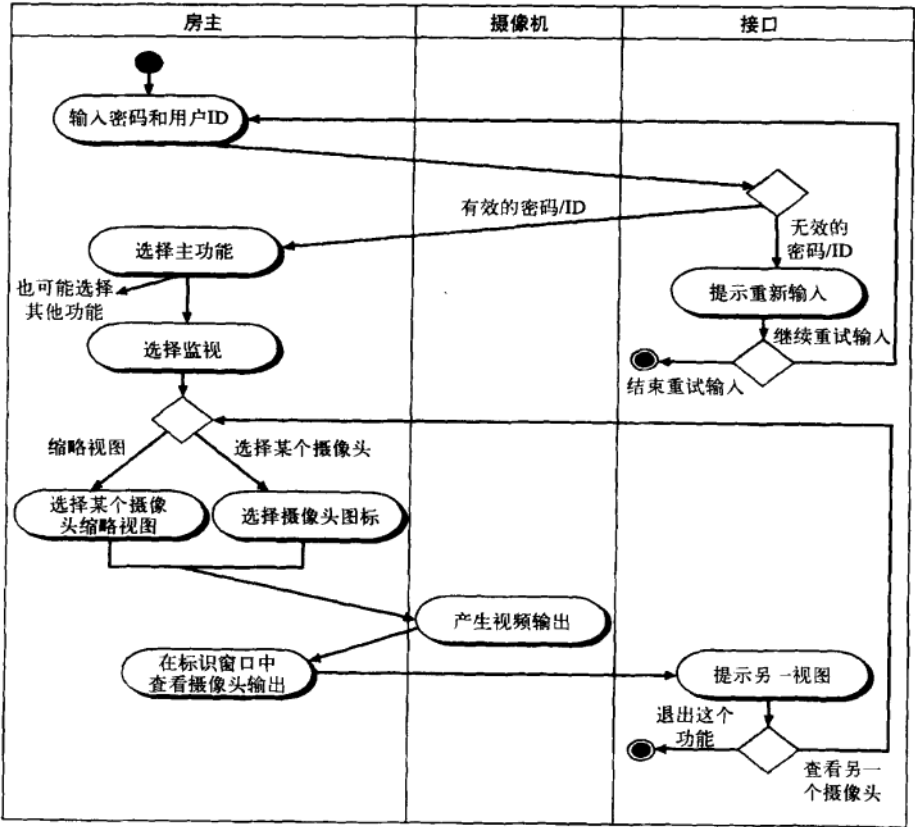 房主
摄像机
接口
输入密码和用户ID
有效的密码/ID
无效的
密码/ID
选择主功能
也可能选择
其他功能
提示重新输入
选择监视
继续重试输入
结束重试输入
缩略视图
选择某个摄像头
选择某个摄像
头缩略视图
选择摄像头图标
产生视频输出
在标识窗口中
查看摄像头输出
提示另一视图
退出这个
功能
查看另一
个摄像头